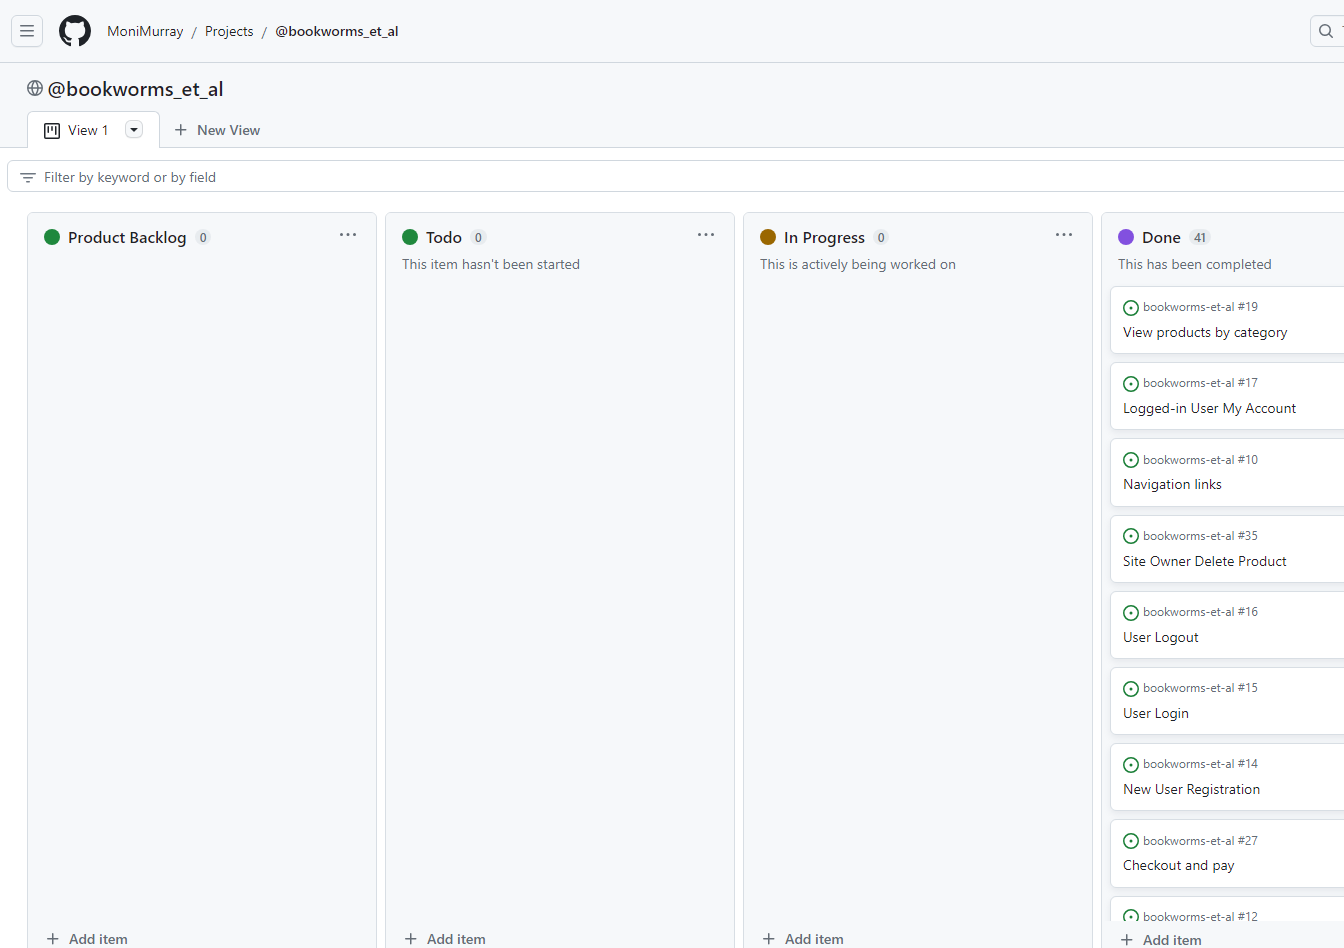 MoniMurray / Projects / @bookworms_et_al
@bookworms_et_al
View 1
New View
Filter by keyword or by field
Product Backlog 0
Add item
Todo 0
This item hasn't been started
Add item
In Progress 0
This is actively being worked on
Add item
Done 41
This has been completed
bookworms-et-al #19
View products by category
bookworms-et-al #17
Logged-in User My Account
bookworms-et-al #10
Navigation links
bookworms-et-al #35
Site Owner Delete Product
bookworms-et-al #16
User Logout
bookworms-et-al #15
User Login
bookworms-et-al #14
New User Registration
bookworms-et-al #27
Checkout and pay
bookworms-et-al #12
Add item